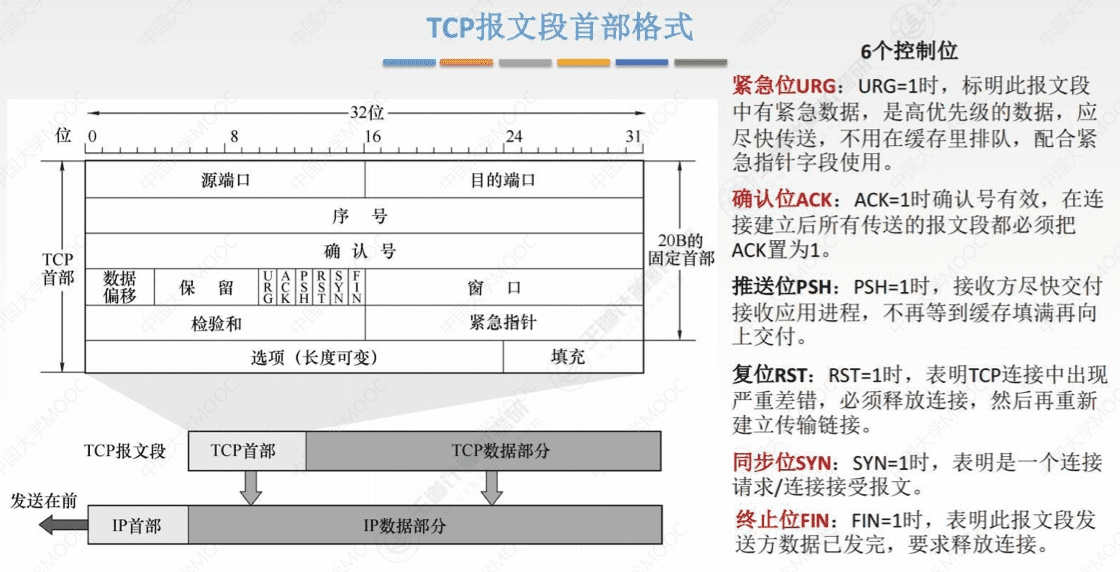 TCP报文段首部格式
32位
位 0 8 16 24 31
TCP
首部
源端口 目的端口
序 号
确 认 号
数据
偏移
保 留
URG
ACK
PSH
RST
SYN
FIN
窗 口
检验和 紧急指针
选项（长度可变） 填充
20B的
固定首部
TCP报文段 TCP首部 TCP数据部分
发送在前
IP首部 IP数据部分
6个控制位
紧急位URG：URG=1时，标明此报文段
中有紧急数据，是高优先级的数据，应
尽快传送，不用在缓存里排队，配合紧
急指针字段使用。
确认位ACK：ACK=1时确认号有效，在连
接建立后所有传送的报文段都必须把
ACK置为1。
推送位PSH：PSH=1时，接收方尽快交付
接收应用进程，不再等到缓存填满再向
上交付。
复位RST：RST=1时，表明TCP连接中出现
严重差错，必须释放连接，然后再重新
建立传输链接。
同步位SYN：SYN=1时，表明是一个连接
请求/连接接受报文。
终止位FIN：FIN=1时，表明此报文段发
送方数据已发完，要求释放连接。
中国大学MOOC